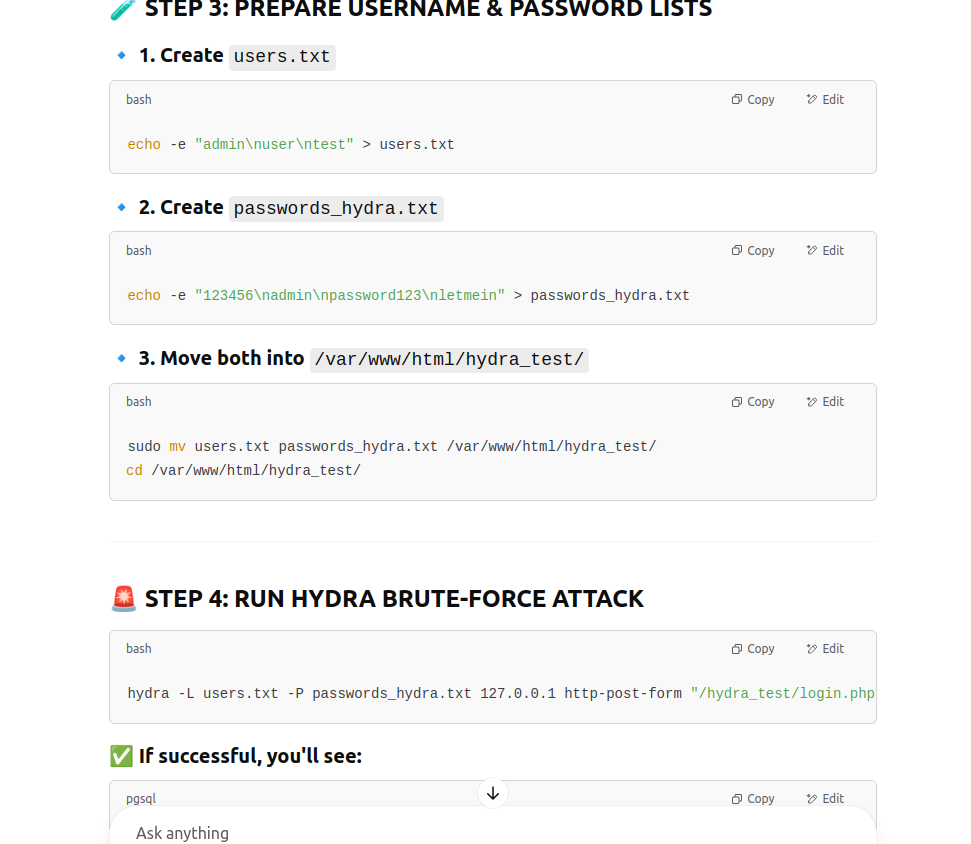 🧪 STEP 3: PREPARE USERNAME & PASSWORD LISTS
🔹 1. Create users.txt
bash
Copy
Edit
echo -e "admin\nuser\ntest" > users.txt
🔹 2. Create passwords_hydra.txt
bash
Copy
Edit
echo -e "123456\nadmin\npassword123\nletmein" > passwords_hydra.txt
🔹 3. Move both into /var/www/html/hydra_test/
bash
Copy
Edit
sudo mv users.txt passwords_hydra.txt /var/www/html/hydra_test/
cd /var/www/html/hydra_test/
🚨 STEP 4: RUN HYDRA BRUTE-FORCE ATTACK
bash
Copy
Edit
hydra -L users.txt -P passwords_hydra.txt 127.0.0.1 http-post-form "/hydra_test/login.php
✅ If successful, you'll see:
pgsql
Copy
Edit
Ask anything